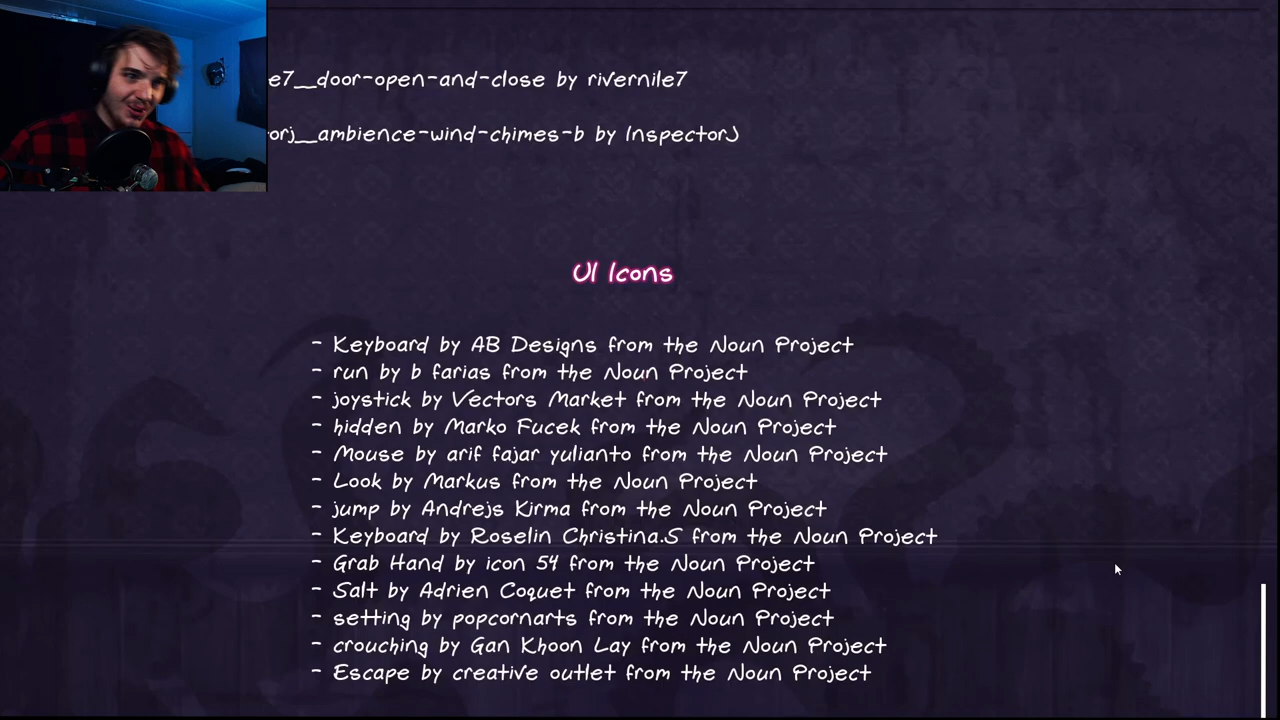 e7__door-open-and-close by rivernile7
orj__ambience-wind-chimes-b by InspectorJ
UI Icons
- Keyboard by AB Designs from the Noun Project
- run by b farias from the Noun Project
- joystick by Vectors Market from the Noun Project
- hidden by Marko Fucek from the Noun Project
- Mouse by arif fajar yulianto from the Noun Project
- Look by Markus from the Noun Project
- jump by Andrejs Kirma from the Noun Project
- Keyboard by Roselin Christina.S from the Noun Project
- Grab Hand by icon 54 from the Noun Project
- Salt by Adrien Coquet from the Noun Project
- setting by popcornarts from the Noun Project
- crouching by Gan Khoon Lay from the Noun Project
- Escape by creative outlet from the Noun Project